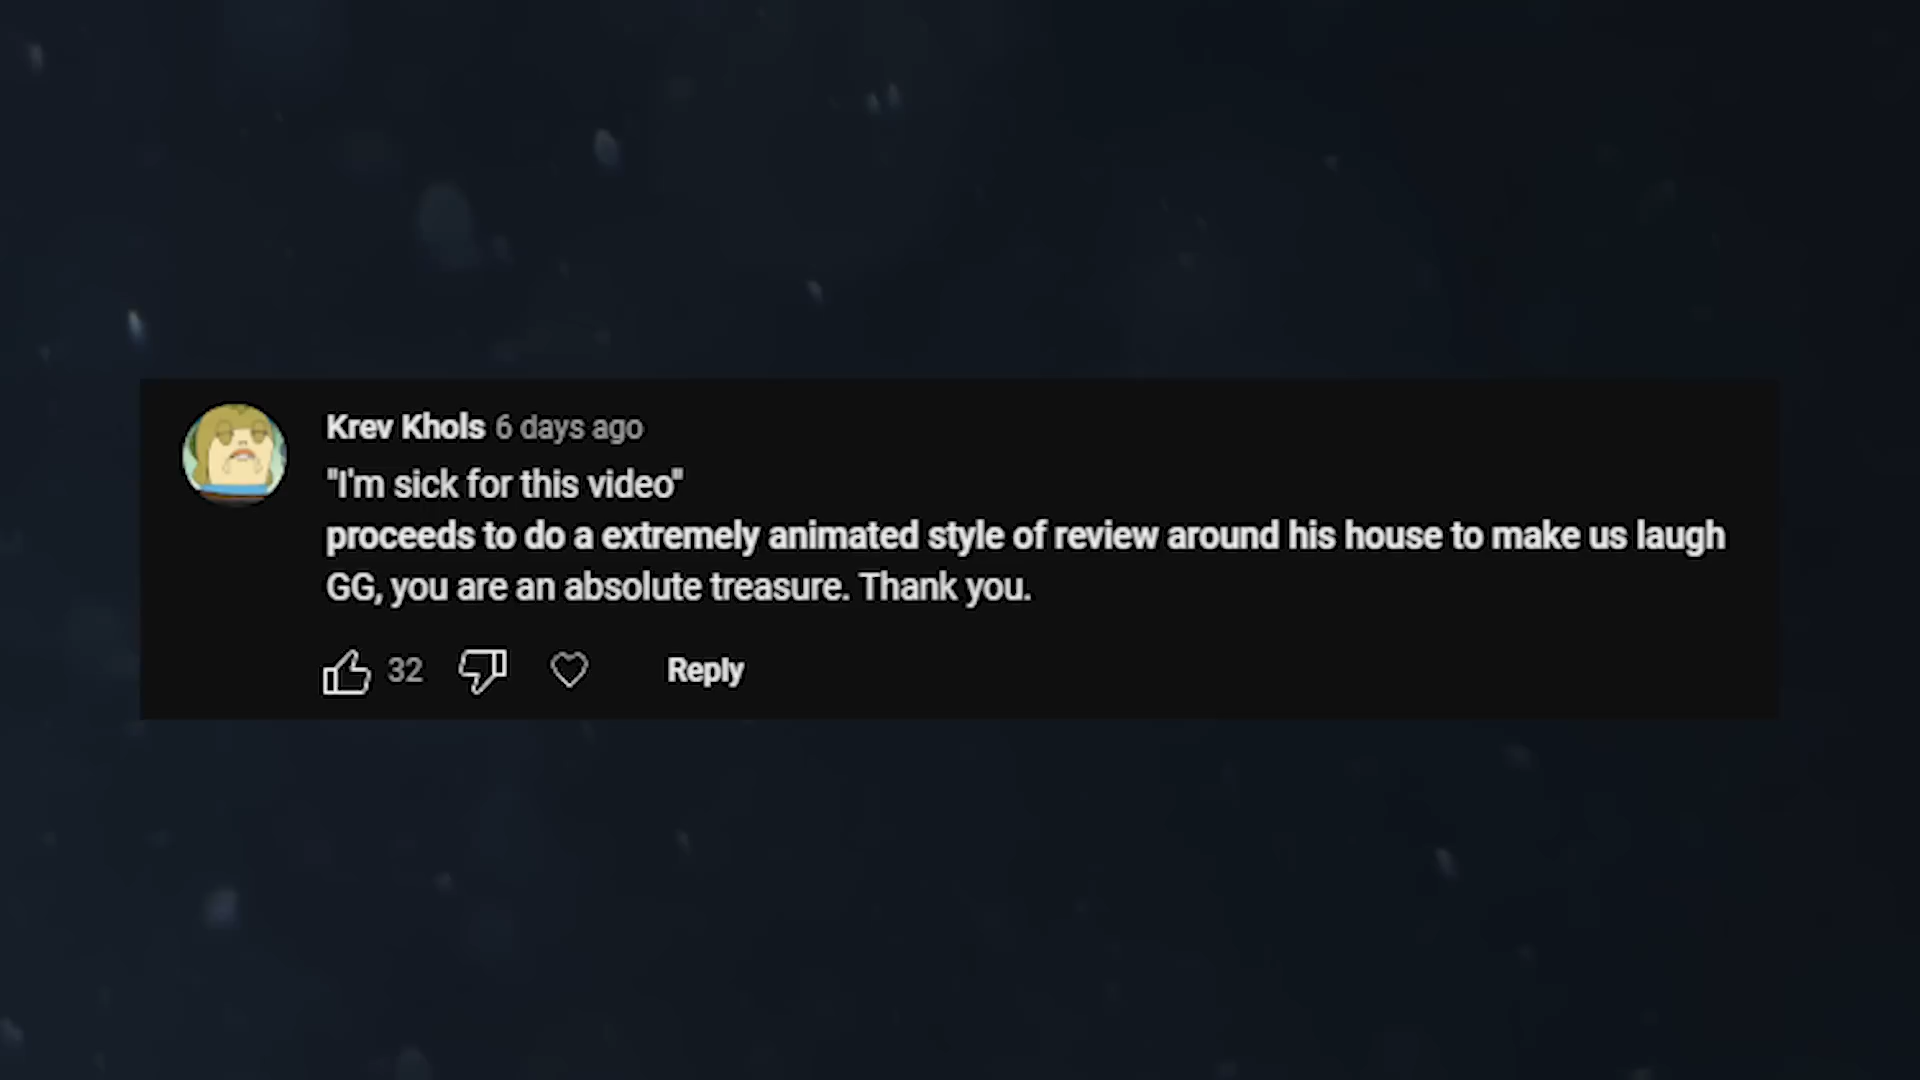 Krev Khols 6 days ago
"I'm sick for this video"
proceeds to do a extremely animated style of review around his house to make us laugh
GG, you are an absolute treasure. Thank you.
32 Reply